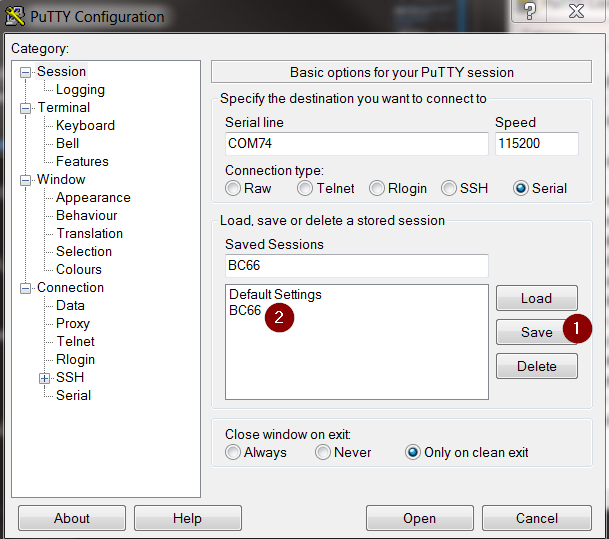 PuTTY Configuration
?
Category:
Session
Logging
Terminal
Keyboard
Bell
Features
Window
Appearance
Behaviour
Translation
Selection
Colours
Connection
Data
Proxy
Telnet
Rlogin
SSH
Serial
Basic options for your PuTTY session
Specify the destination you want to connect to
Serial line Speed
COM74 115200
Connection type:
Raw Telnet Rlogin SSH Serial
Load, save or delete a stored session
Saved Sessions
BC66
Default Settings
BC66 2
Load
Save 1
Delete
Close window on exit:
Always Never Only on clean exit
About Help Open Cancel